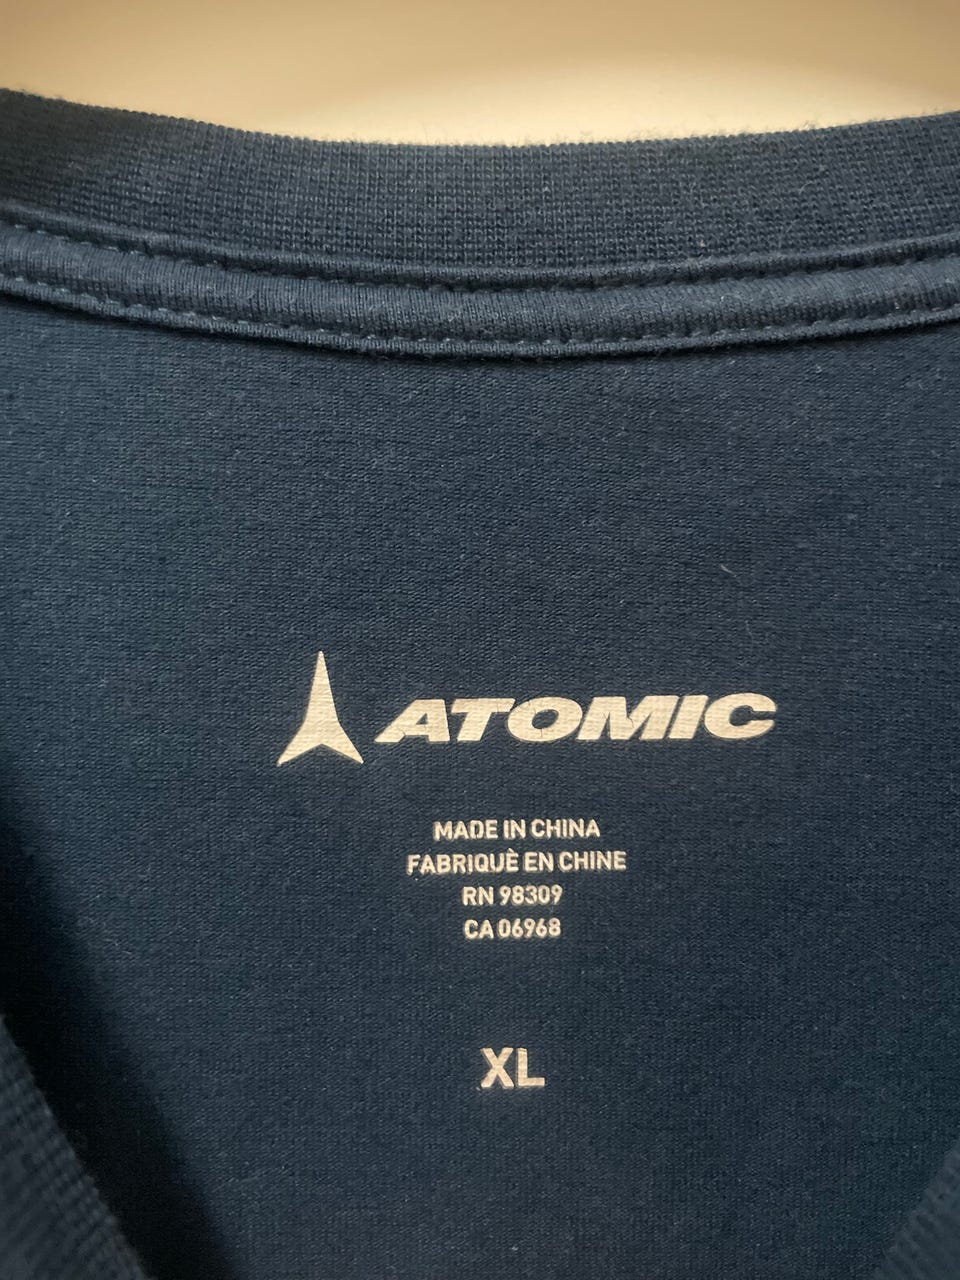 ATOMIC
MADE IN CHINA
FABRIQUÈ EN CHINE
RN 98309
CA 06968
XL